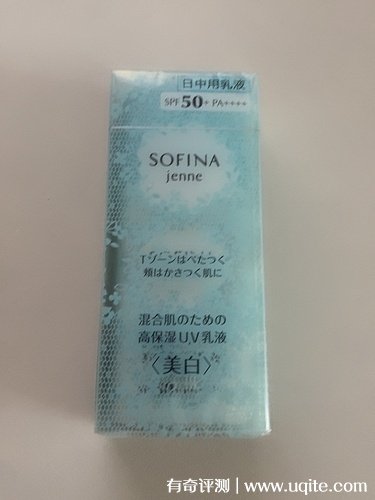 日中用乳液
SPF 50+ PA++++
SOFINA
jenne
Tゾーンはべたつく
頬はかさつく肌に
混合肌のための
高保湿UV乳液
〈美白〉
有奇评测 | www.uqite.com